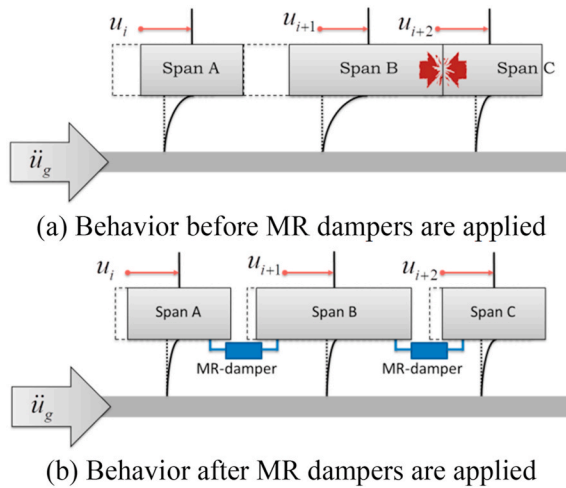 u_i u_{i+1} u_{i+2}
Span A Span B Span C
ü_g
(a) Behavior before MR dampers are applied
u_i u_{i+1} u_{i+2}
Span A Span B Span C
MR-damper MR-damper
ü_g
(b) Behavior after MR dampers are applied